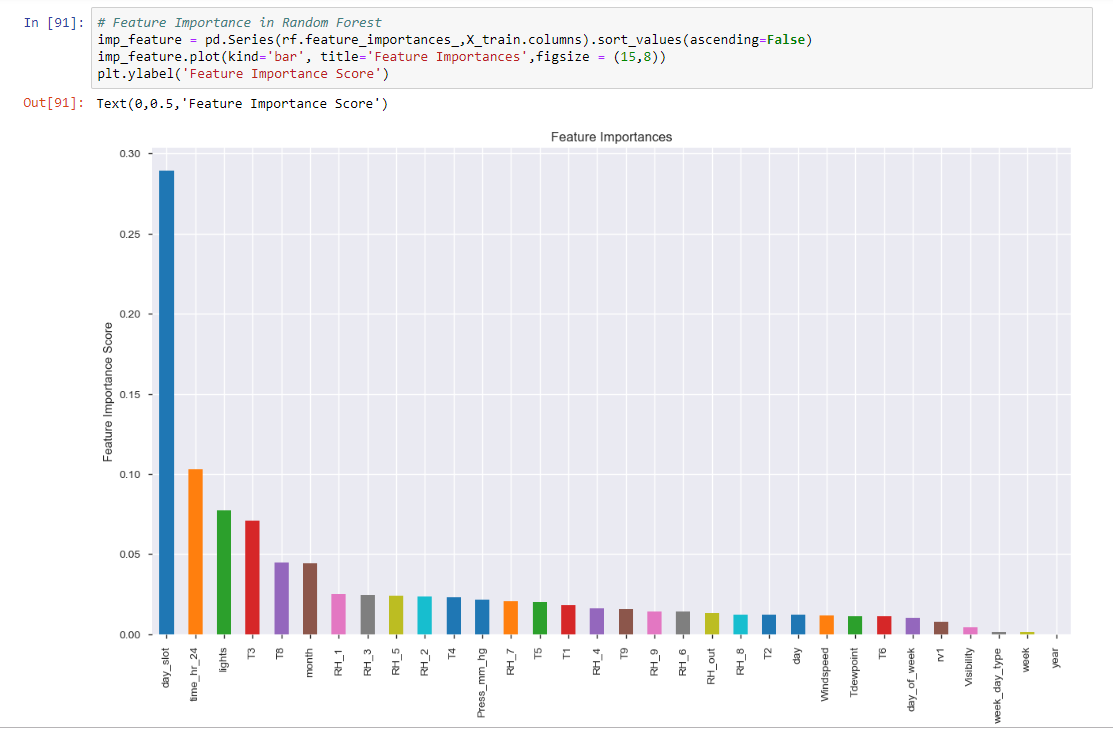 In [91]: # Feature Importance in Random Forest
imp_feature = pd.Series(rf.feature_importances_,X_train.columns).sort_values(ascending=False)
imp_feature.plot(kind='bar', title='Feature Importances',figsize = (15,8))
plt.ylabel('Feature Importance Score')
Out[91]: Text(0,0.5,'Feature Importance Score')
Feature Importances
Feature Importance Score
0.30
0.25
0.20
0.15
0.10
0.05
0.00
day_slot
time_hr_24
lights
T3
T8
month
RH_1
RH_3
RH_5
RH_2
T4
Press_mm_hg
RH_7
T5
T1
RH_4
T9
RH_9
RH_6
RH_out
RH_8
T2
day
Windspeed
Tdewpoint
T6
day_of_week
rv1
Visibility
week_day_type
week
year